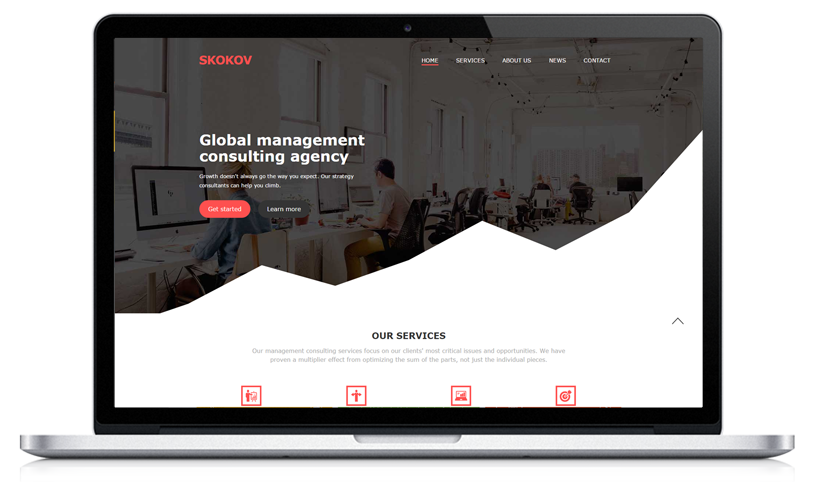 SKOKOV
HOME SERVICES ABOUT US NEWS CONTACT
Global management
consulting agency
Growth doesn't always go the way you expect. Our strategy
consultants can help you climb.
Get started Learn more
OUR SERVICES
Our management consulting services focus on our clients' most critical issues and opportunities. We have
proven a multiplier effect from optimizing the sum of the parts, not just the individual pieces.